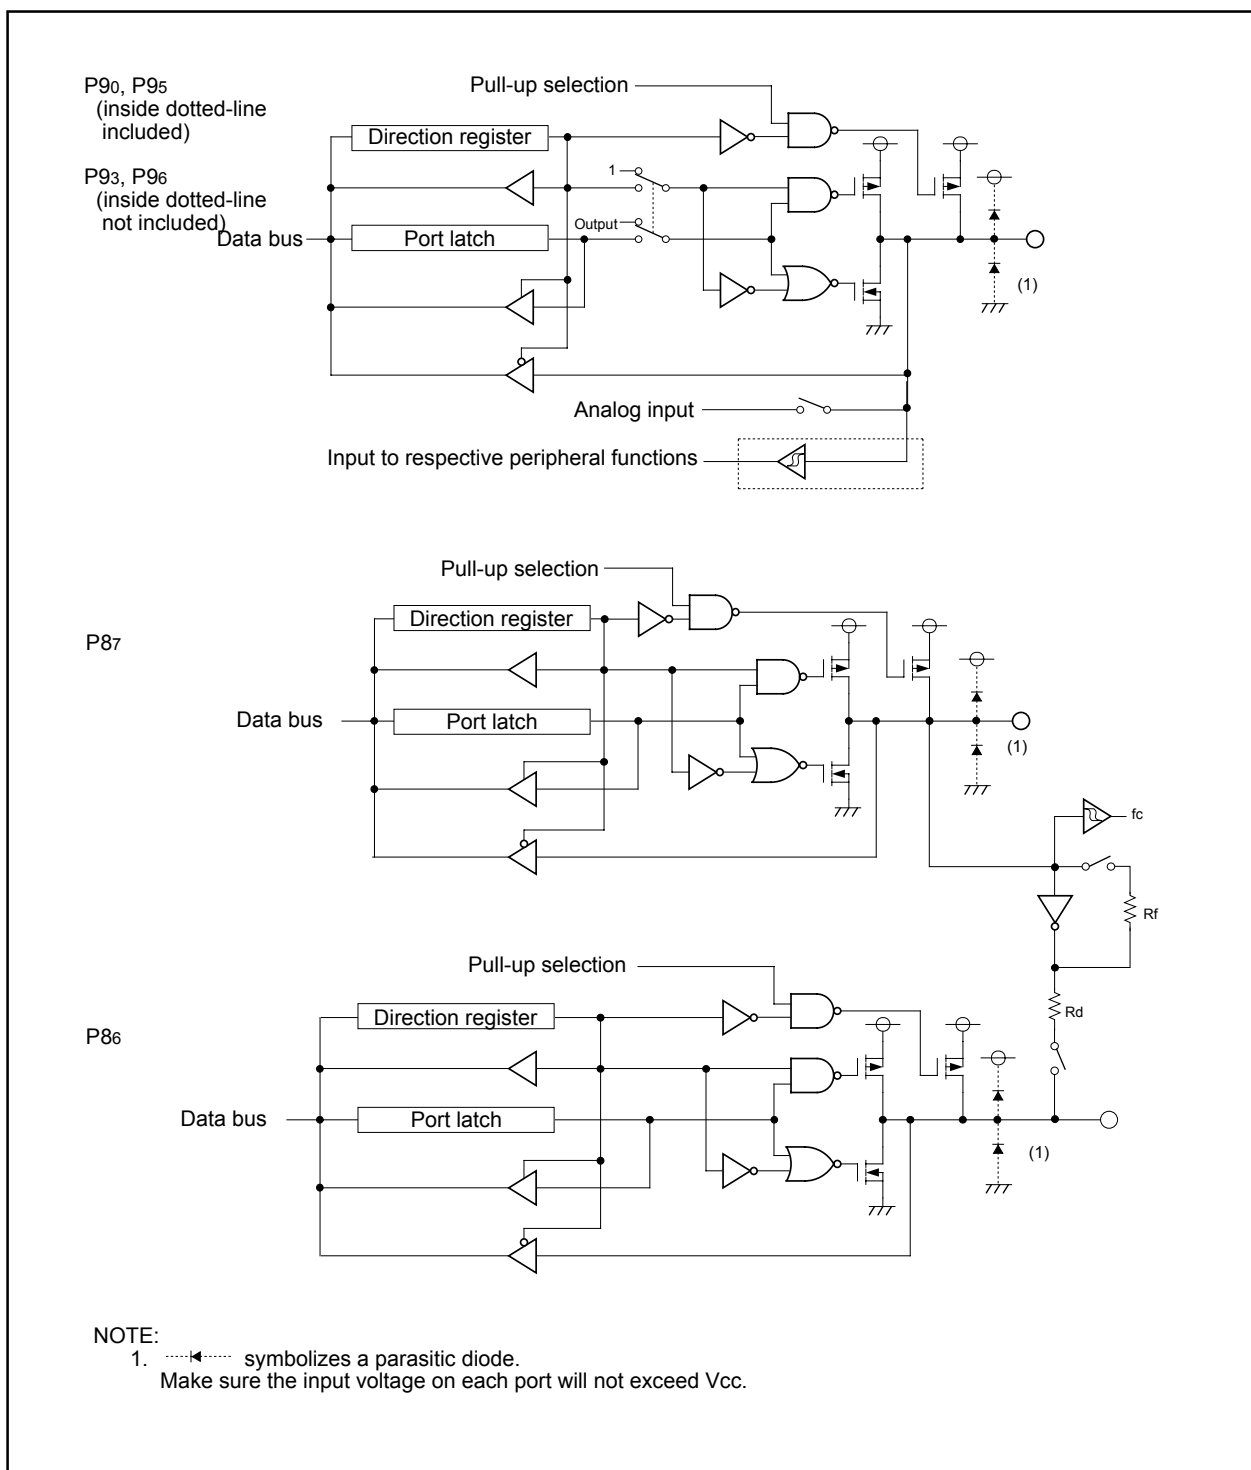 P90, P95
(inside dotted-line
included)
Pull-up selection
Direction register
P93, P96
(inside dotted-line
not included)
1
Output
Data bus
Port latch
(1)
Analog input
Input to respective peripheral functions
Pull-up selection
Direction register
P87
Data bus
Port latch
(1)
fc
Rf
Pull-up selection
Direction register
Rd
P86
Data bus
Port latch
(1)
NOTE:
1. symbolizes a parasitic diode.
Make sure the input voltage on each port will not exceed Vcc.